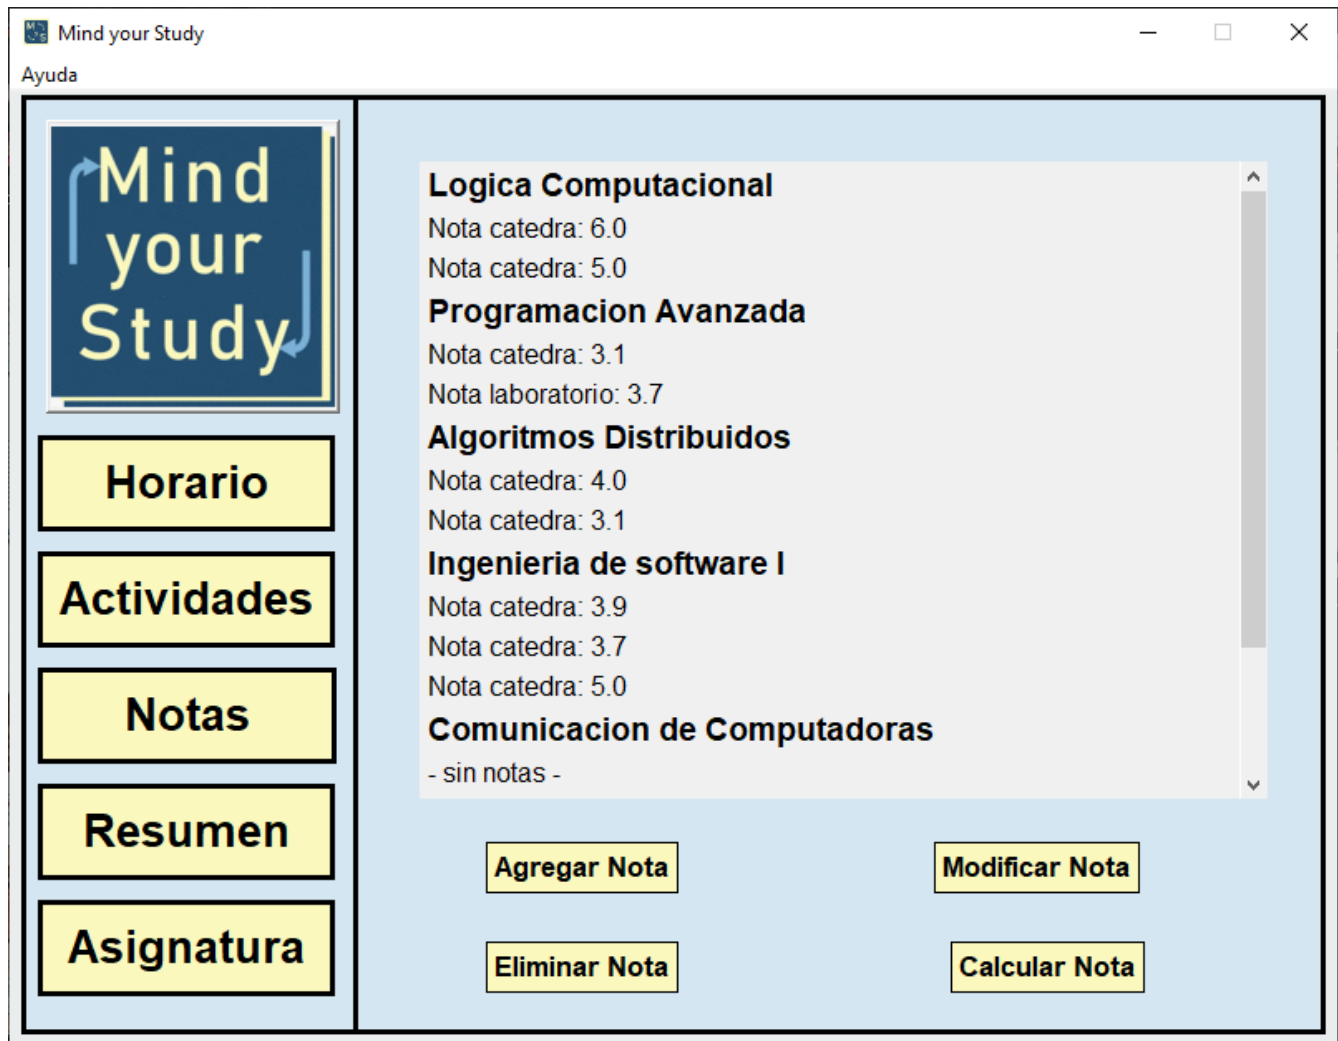 Mind your Study
Ayuda
Mind
your
Study
Horario
Actividades
Notas
Resumen
Asignatura
Logica Computacional
Nota catedra: 6.0
Nota catedra: 5.0
Programacion Avanzada
Nota catedra: 3.1
Nota laboratorio: 3.7
Algoritmos Distribuidos
Nota catedra: 4.0
Nota catedra: 3.1
Ingenieria de software I
Nota catedra: 3.9
Nota catedra: 3.7
Nota catedra: 5.0
Comunicacion de Computadoras
- sin notas -
Agregar Nota
Modificar Nota
Eliminar Nota
Calcular Nota